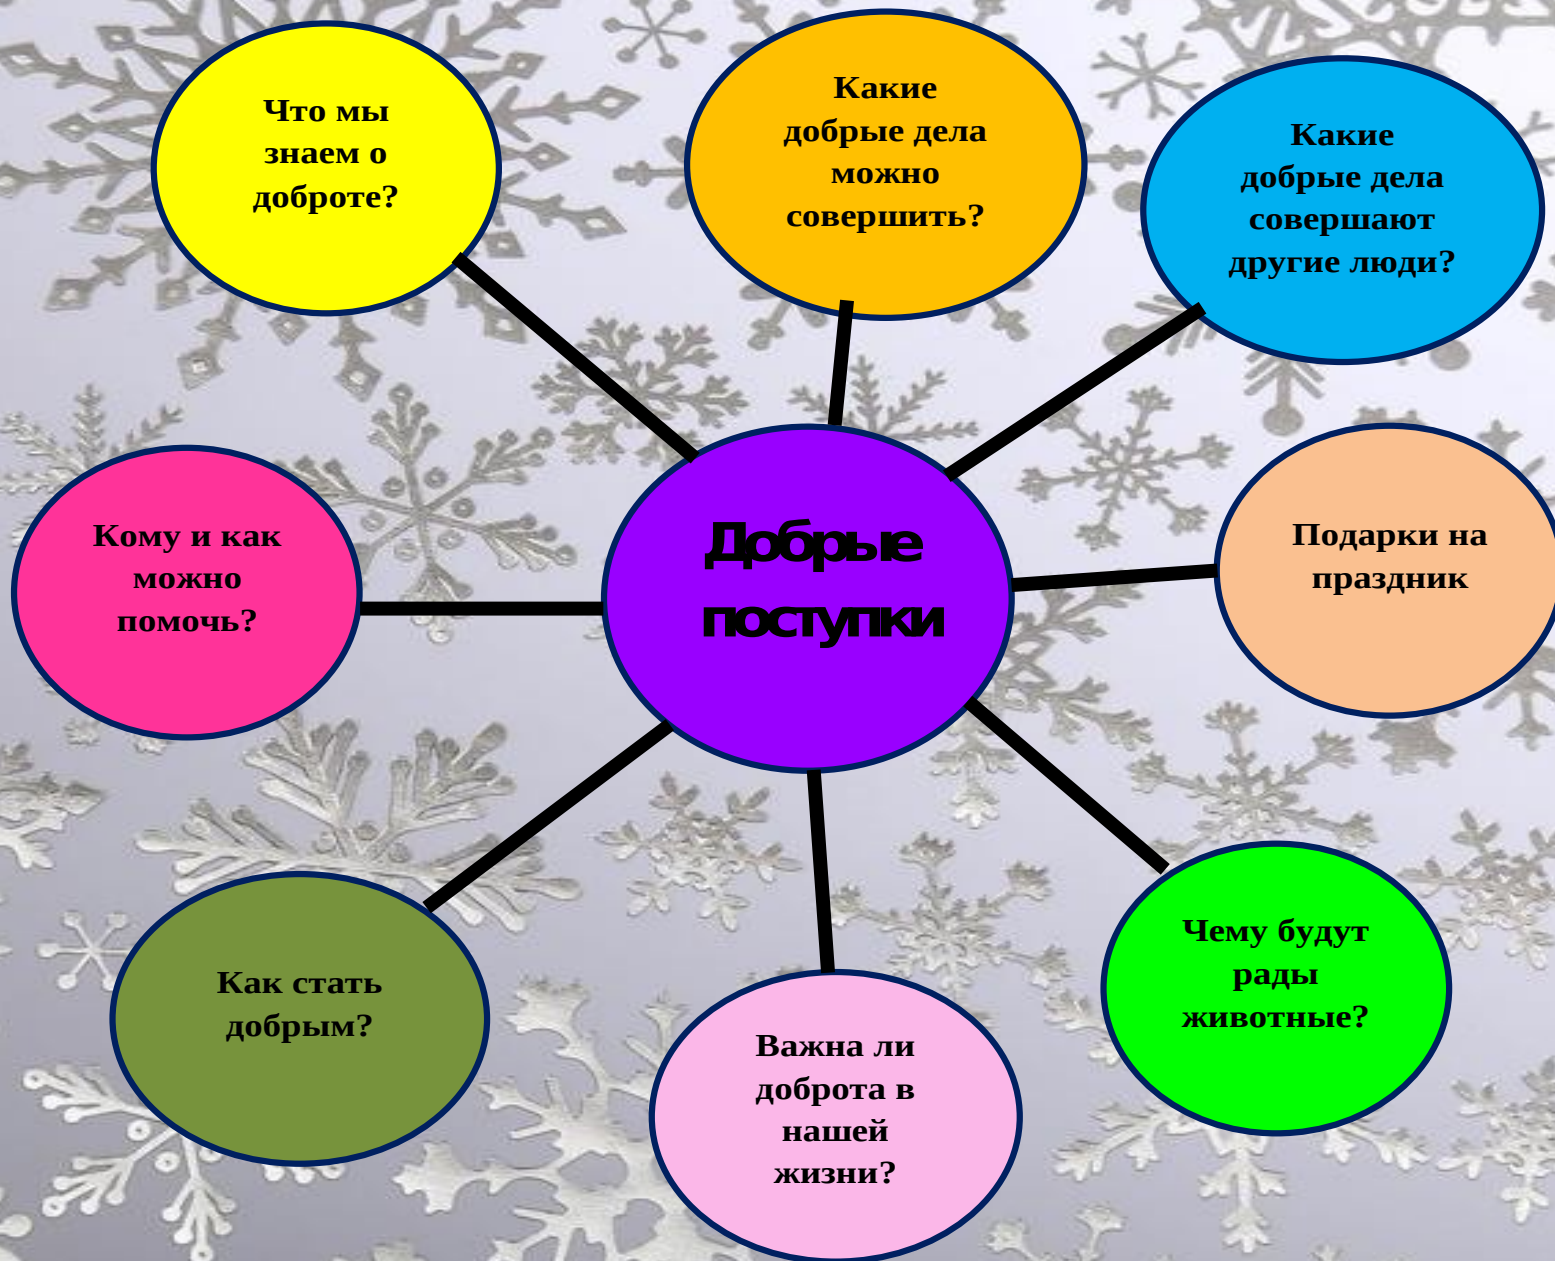 Что мы
знаем о
доброте?
Какие
добрые дела
можно
совершить?
Какие
добрые дела
совершают
другие люди?
Кому и как
можно
помочь?
Добрые
поступки
Подарки на
праздник
Как стать
добрым?
Важна ли
доброта в
нашей
жизни?
Чему будут
рады
животные?